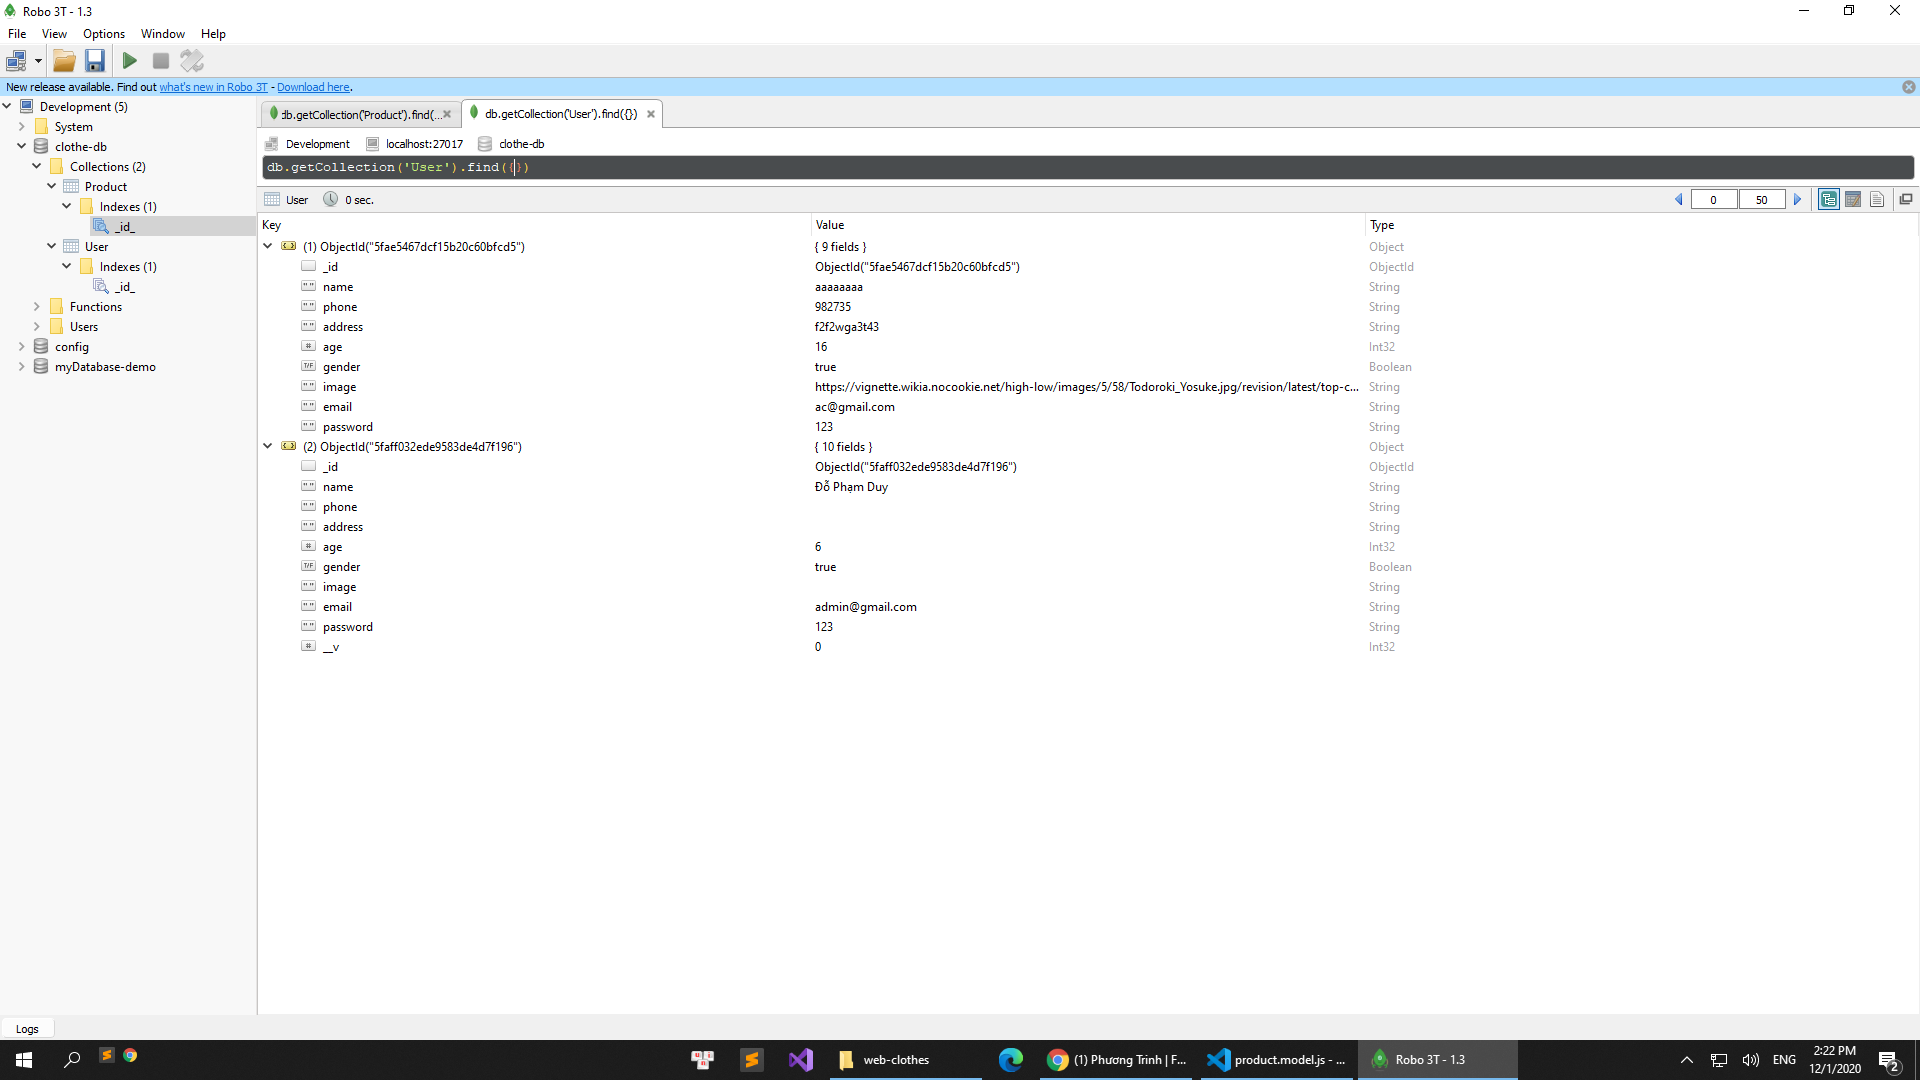 Robo 3T - 1.3
File View Options Window Help
New release available. Find out what's new in Robo 3T - Download here.
Development (5)
System
clothe-db
Collections (2)
Product
Indexes (1)
_id_
User
Indexes (1)
_id_
Functions
Users
config
myDatabase-demo
db.getCollection('Product').find(... db.getCollection('User').find({})
Development localhost:27017 clothe-db
db.getCollection('User').find({})
User 0 sec. 0 50
Key Value Type
(1) ObjectId("5fae5467dcf15b20c60bfcd5") { 9 fields } Object
_id ObjectId("5fae5467dcf15b20c60bfcd5") ObjectId
name aaaaaaaa String
phone 982735 String
address f2f2wga3t43 String
age 16 Int32
gender true Boolean
image https://vignette.wikia.nocookie.net/high-low/images/5/58/Todoroki_Yosuke.jpg/revision/latest/top-c... String
email ac@gmail.com String
password 123 String
(2) ObjectId("5faff032ede9583de4d7f196") { 10 fields } Object
_id ObjectId("5faff032ede9583de4d7f196") ObjectId
name Đỗ Phạm Duy String
phone String
address String
age 6 Int32
gender true Boolean
image String
email admin@gmail.com String
password 123 String
__v 0 Int32
Logs
web-clothes (1) Phương Trinh | F... product.model.js - ... Robo 3T - 1.3 ENG 2:22 PM
12/1/2020 2